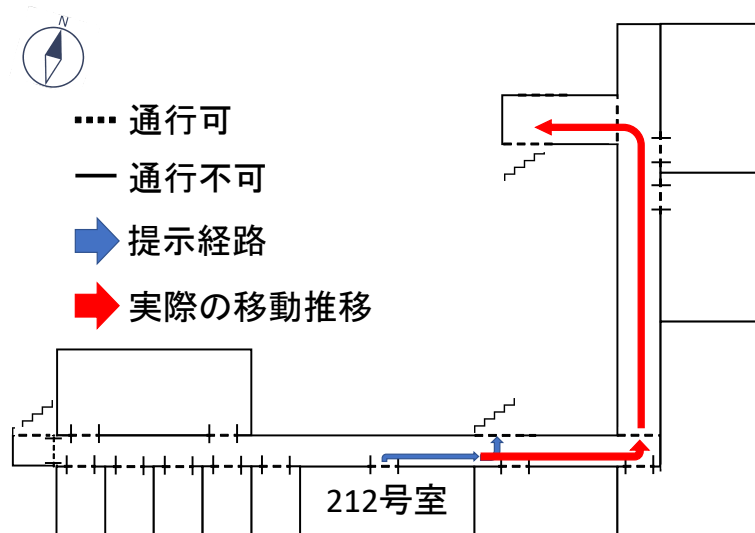 N
通行可
通行不可
提示経路
実際の移動推移
212号室